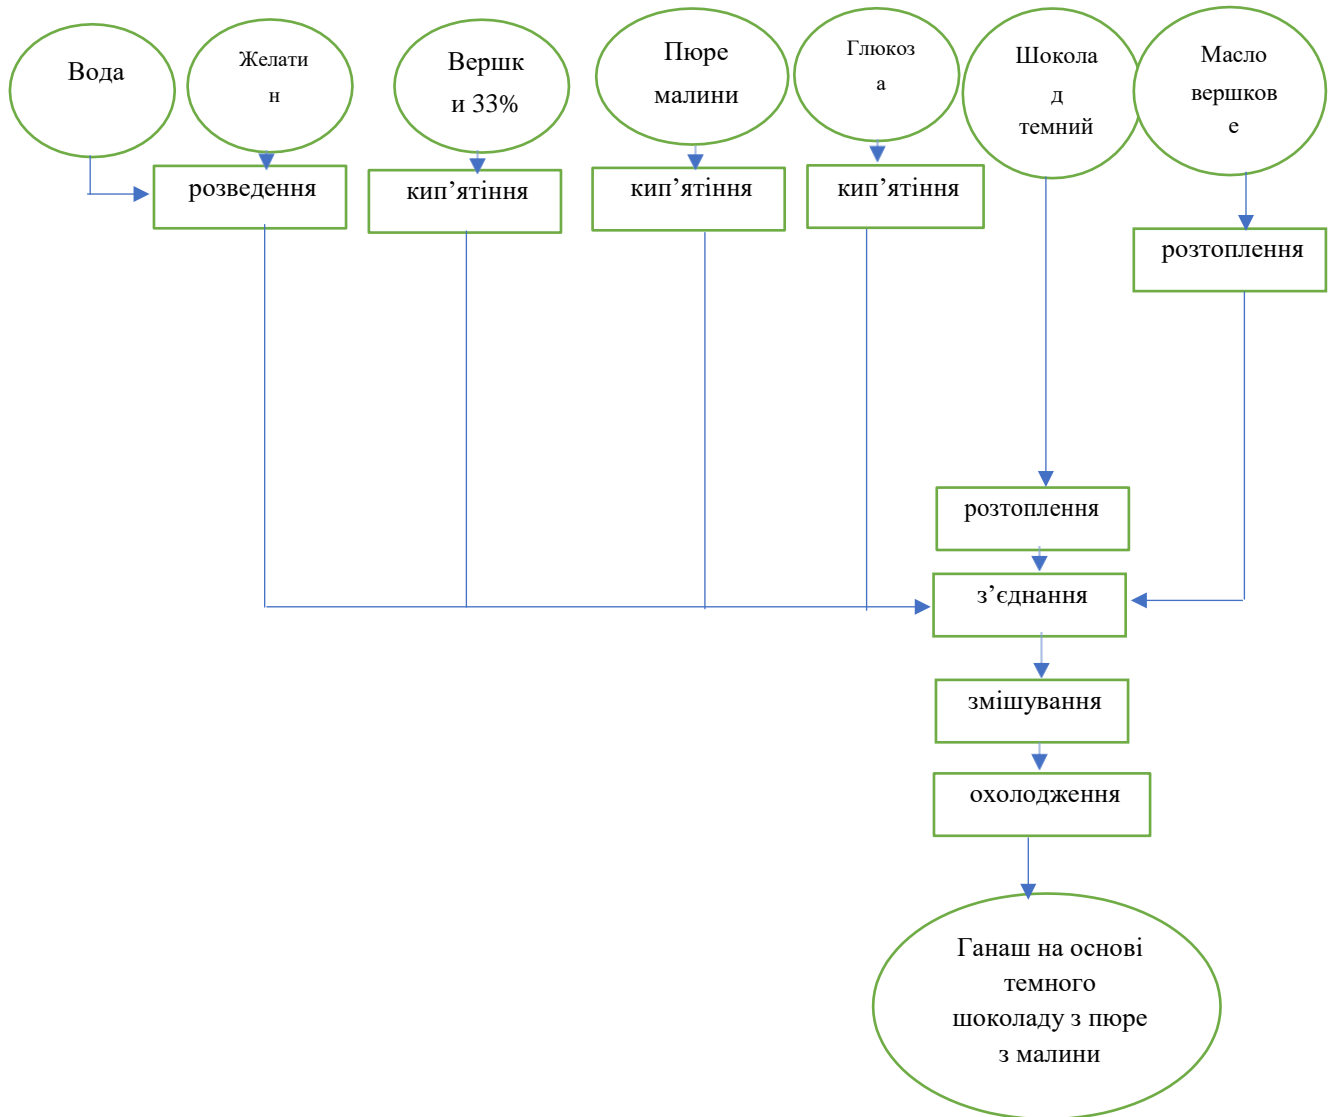 Вода
Желати
н
Вершк
и 33%
Пюре
малини
Глюкоз
а
Шокола
д
темний
Масло
вершков
е
розведення
кип’ятіння
кип’ятіння
кип’ятіння
розтоплення
розтоплення
з’єднання
змішування
охолодження
Ганаш на основі
темного
шоколаду з пюре
з малини